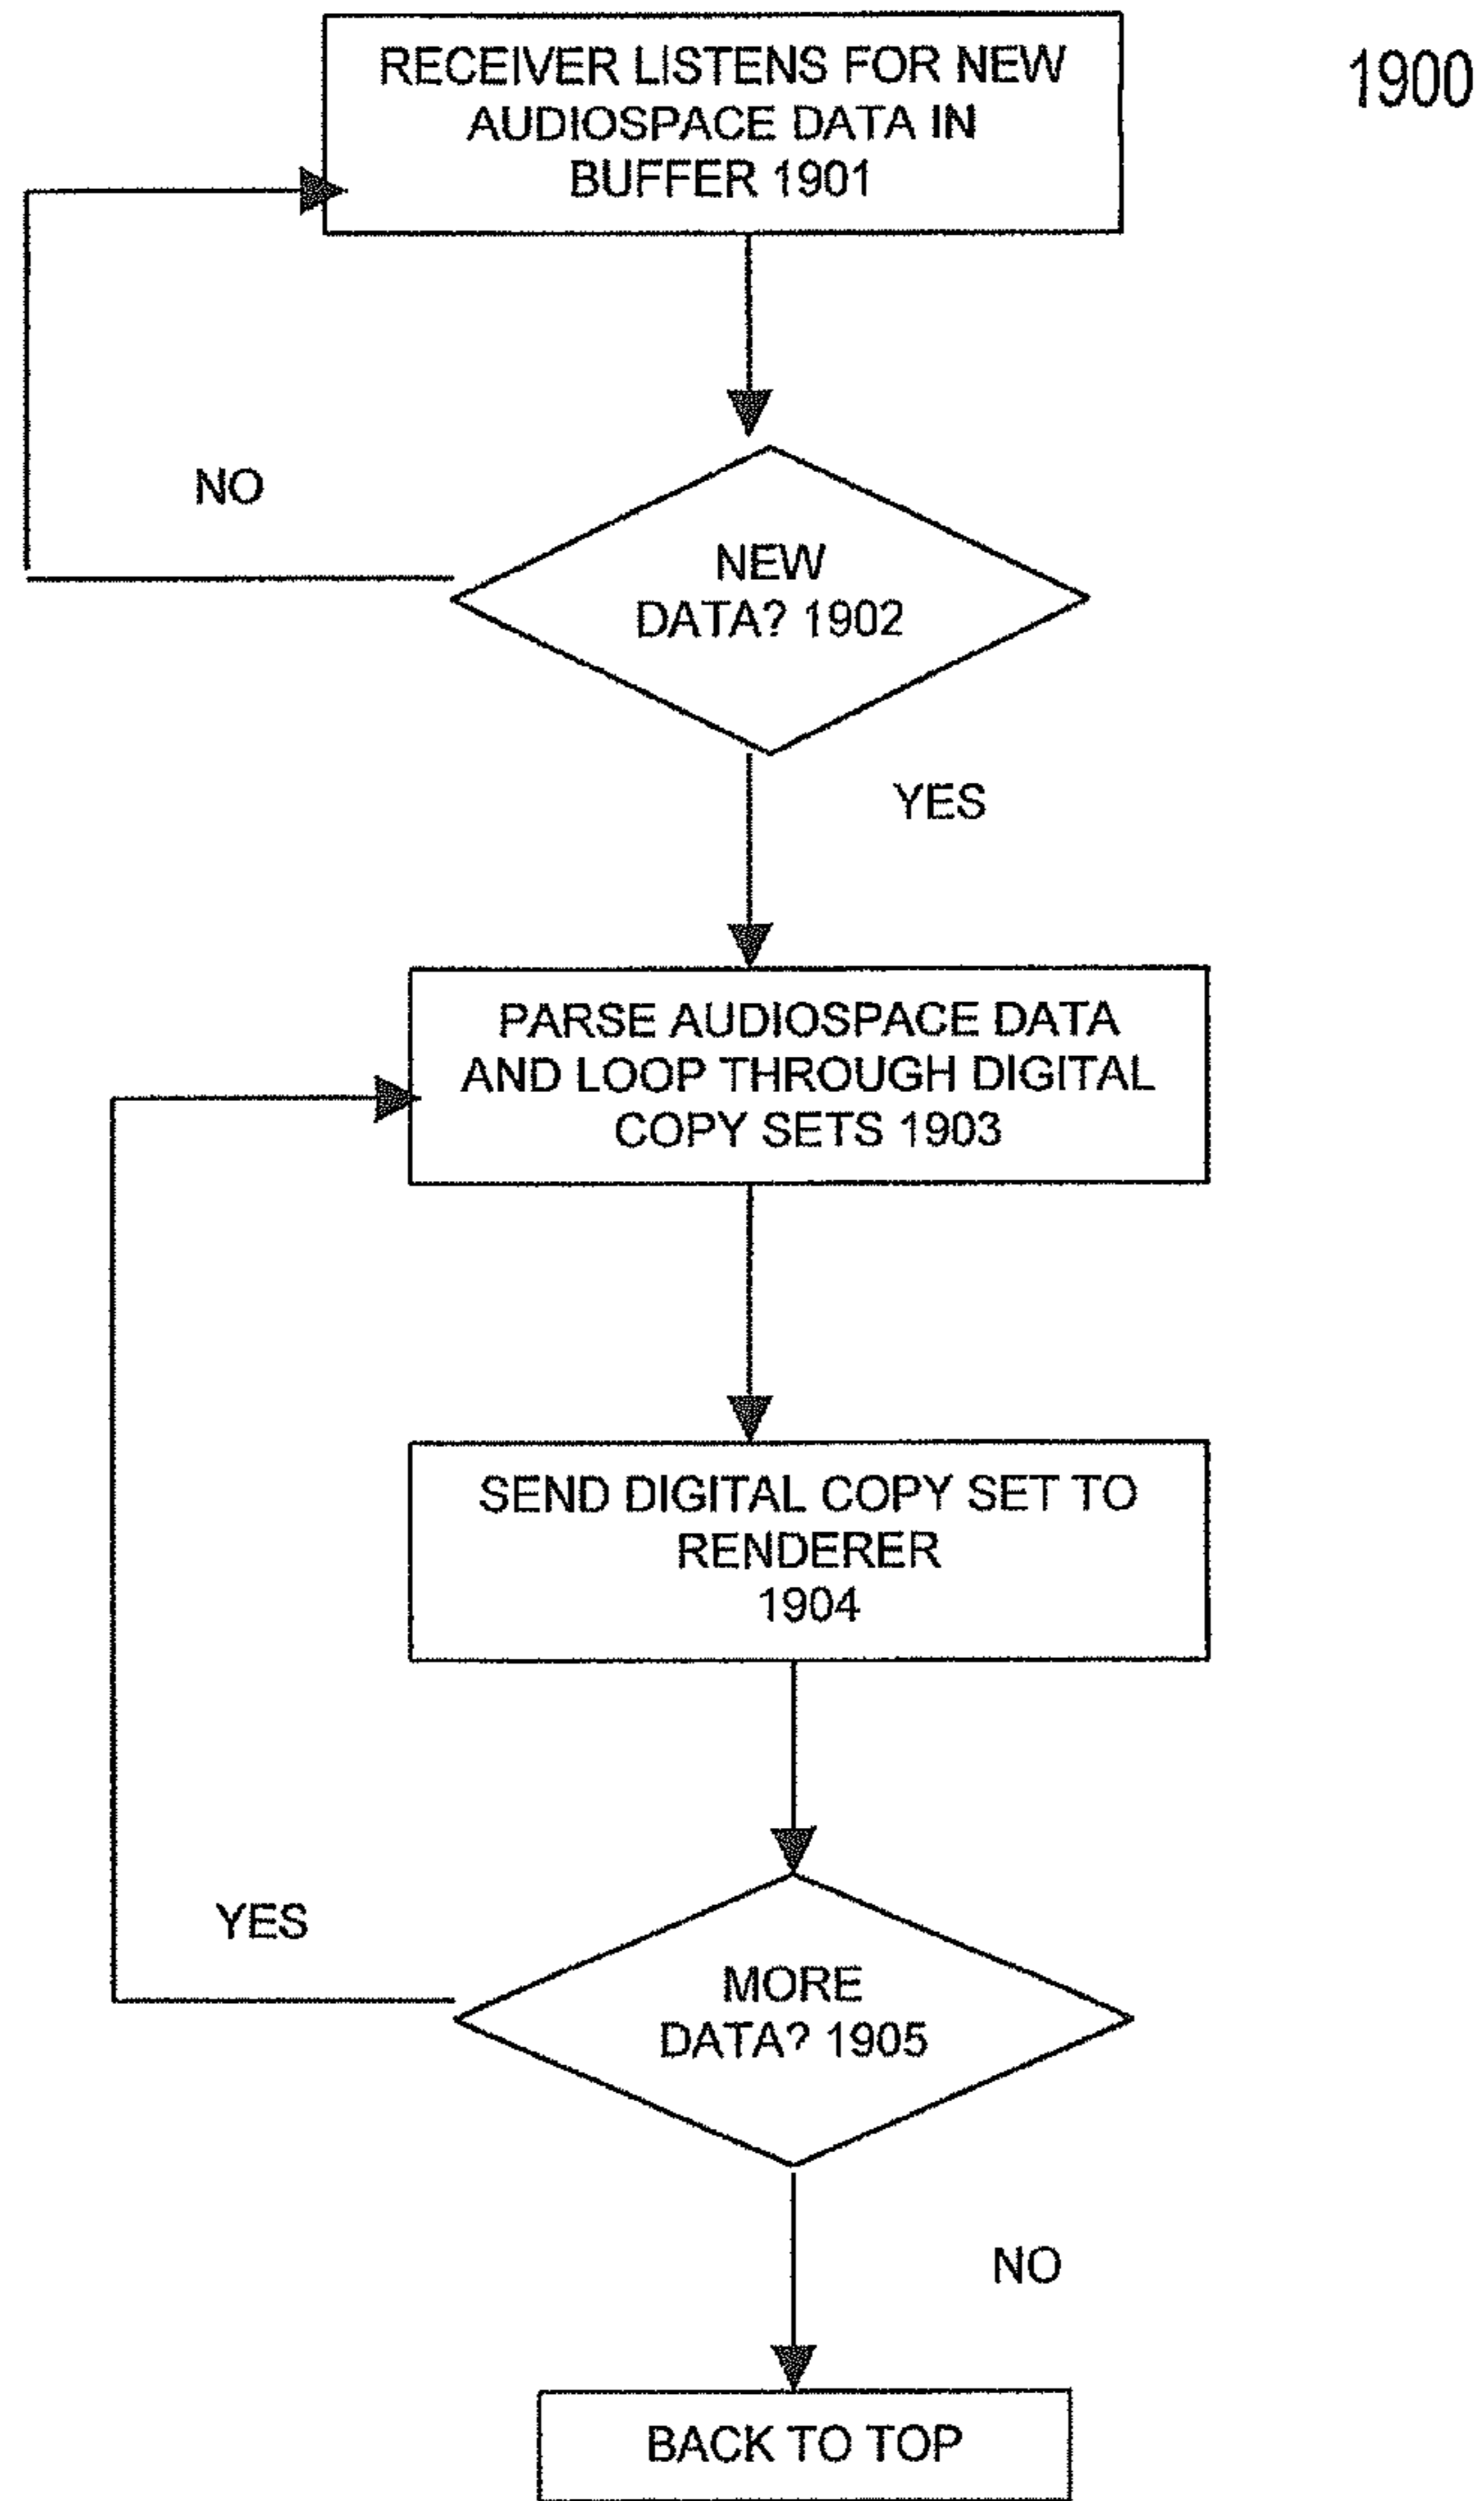 RECEIVER LISTENS FOR NEW
AUDIOSPACE DATA IN
BUFFER 1901
1900
NO
NEW
DATA? 1902
YES
PARSE AUDIOSPACE DATA
AND LOOP THROUGH DIGITAL
COPY SETS 1903
SEND DIGITAL COPY SET TO
RENDERER
1904
YES
MORE
DATA? 1905
NO
BACK TO TOP